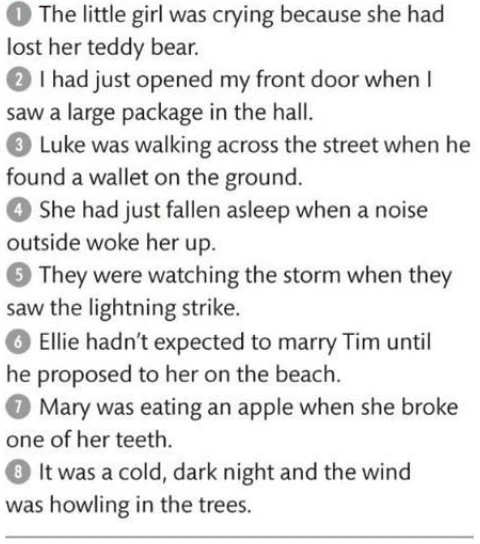 1 The little girl was crying because she had
lost her teddy bear.
2 I had just opened my front door when I
saw a large package in the hall.
3 Luke was walking across the street when he
found a wallet on the ground.
4 She had just fallen asleep when a noise
outside woke her up.
5 They were watching the storm when they
saw the lightning strike.
6 Ellie hadn't expected to marry Tim until
he proposed to her on the beach.
7 Mary was eating an apple when she broke
one of her teeth.
8 It was a cold, dark night and the wind
was howling in the trees.